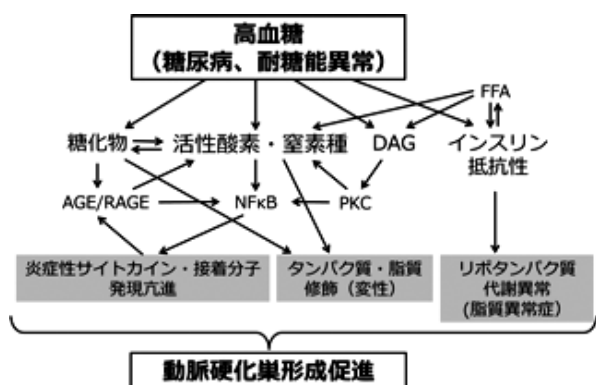 高血糖
(糖尿病、耐糖能異常)
FFA
糖化物
活性酸素・窒素種
DAG
インスリン
抵抗性
AGE/RAGE
NFκB
PKC
炎症性サイトカイン・接着分子
発現亢進
タンパク質・脂質
修飾（変性）
リポタンパク質
代謝異常
(脂質異常症)
動脈硬化巣形成促進